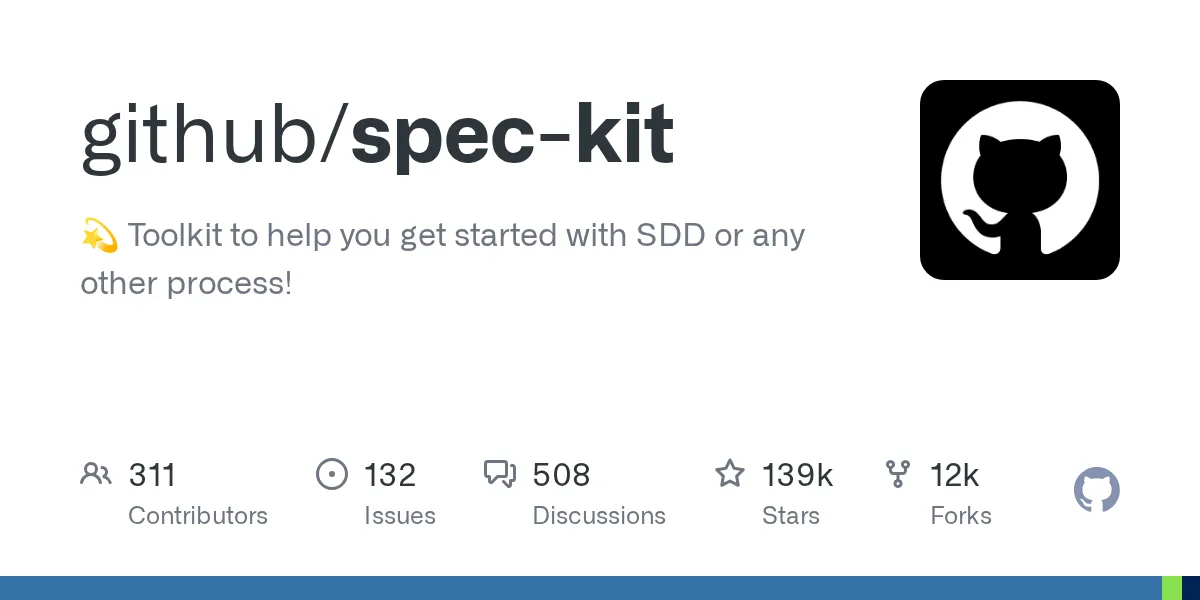 github/spec-kit
💫 Toolkit to help you get started with SDD or any
other process!
311
Contributors
132
Issues
508
Discussions
139k
Stars
12k
Forks